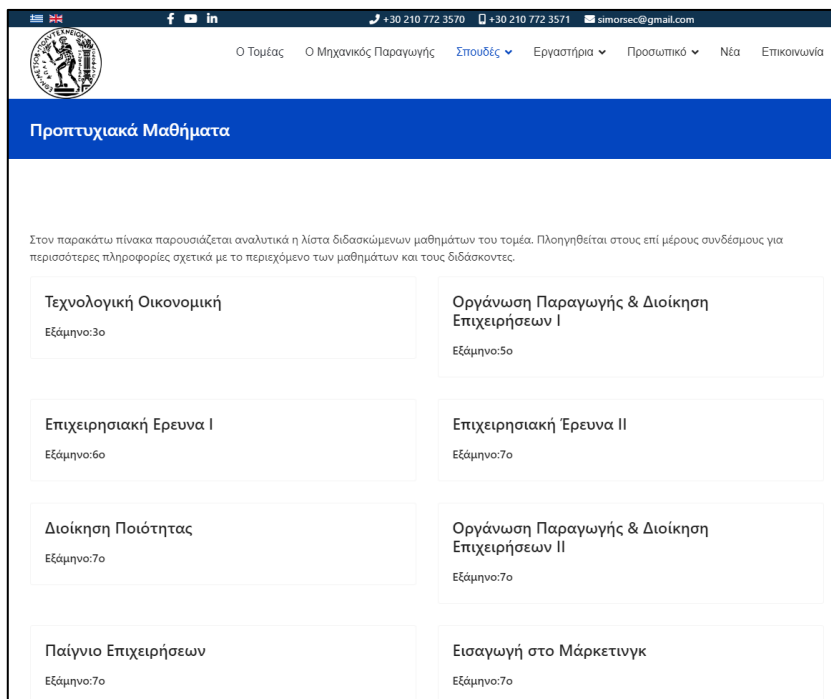 +30 210 772 3570 +30 210 772 3571 simorsec@gmail.com
Ο Τομέας Ο Μηχανικός Παραγωγής Σπουδές Εργαστήρια Προσωπικό Νέα Επικοινωνία
Προπτυχιακά Μαθήματα
Στον παρακάτω πίνακα παρουσιάζεται αναλυτικά η λίστα διδασκώμενων μαθημάτων του τομέα. Πλοηγηθείται στους επί μέρους συνδέσμους για
περισσότερες πληροφορίες σχετικά με το περιεχόμενο των μαθημάτων και τους διδάσκοντες.
Τεχνολογική Οικονομική
Εξάμηνο:3ο
Οργάνωση Παραγωγής & Διοίκηση
Επιχειρήσεων Ι
Εξάμηνο:5ο
Επιχειρησιακή Ερευνα Ι
Εξάμηνο:6ο
Επιχειρησιακή Έρευνα ΙΙ
Εξάμηνο:7ο
Διοίκηση Ποιότητας
Εξάμηνο:7ο
Οργάνωση Παραγωγής & Διοίκηση
Επιχειρήσεων ΙΙ
Εξάμηνο:7ο
Παίγνιο Επιχειρήσεων
Εξάμηνο:7ο
Εισαγωγή στο Μάρκετινγκ
Εξάμηνο:7ο